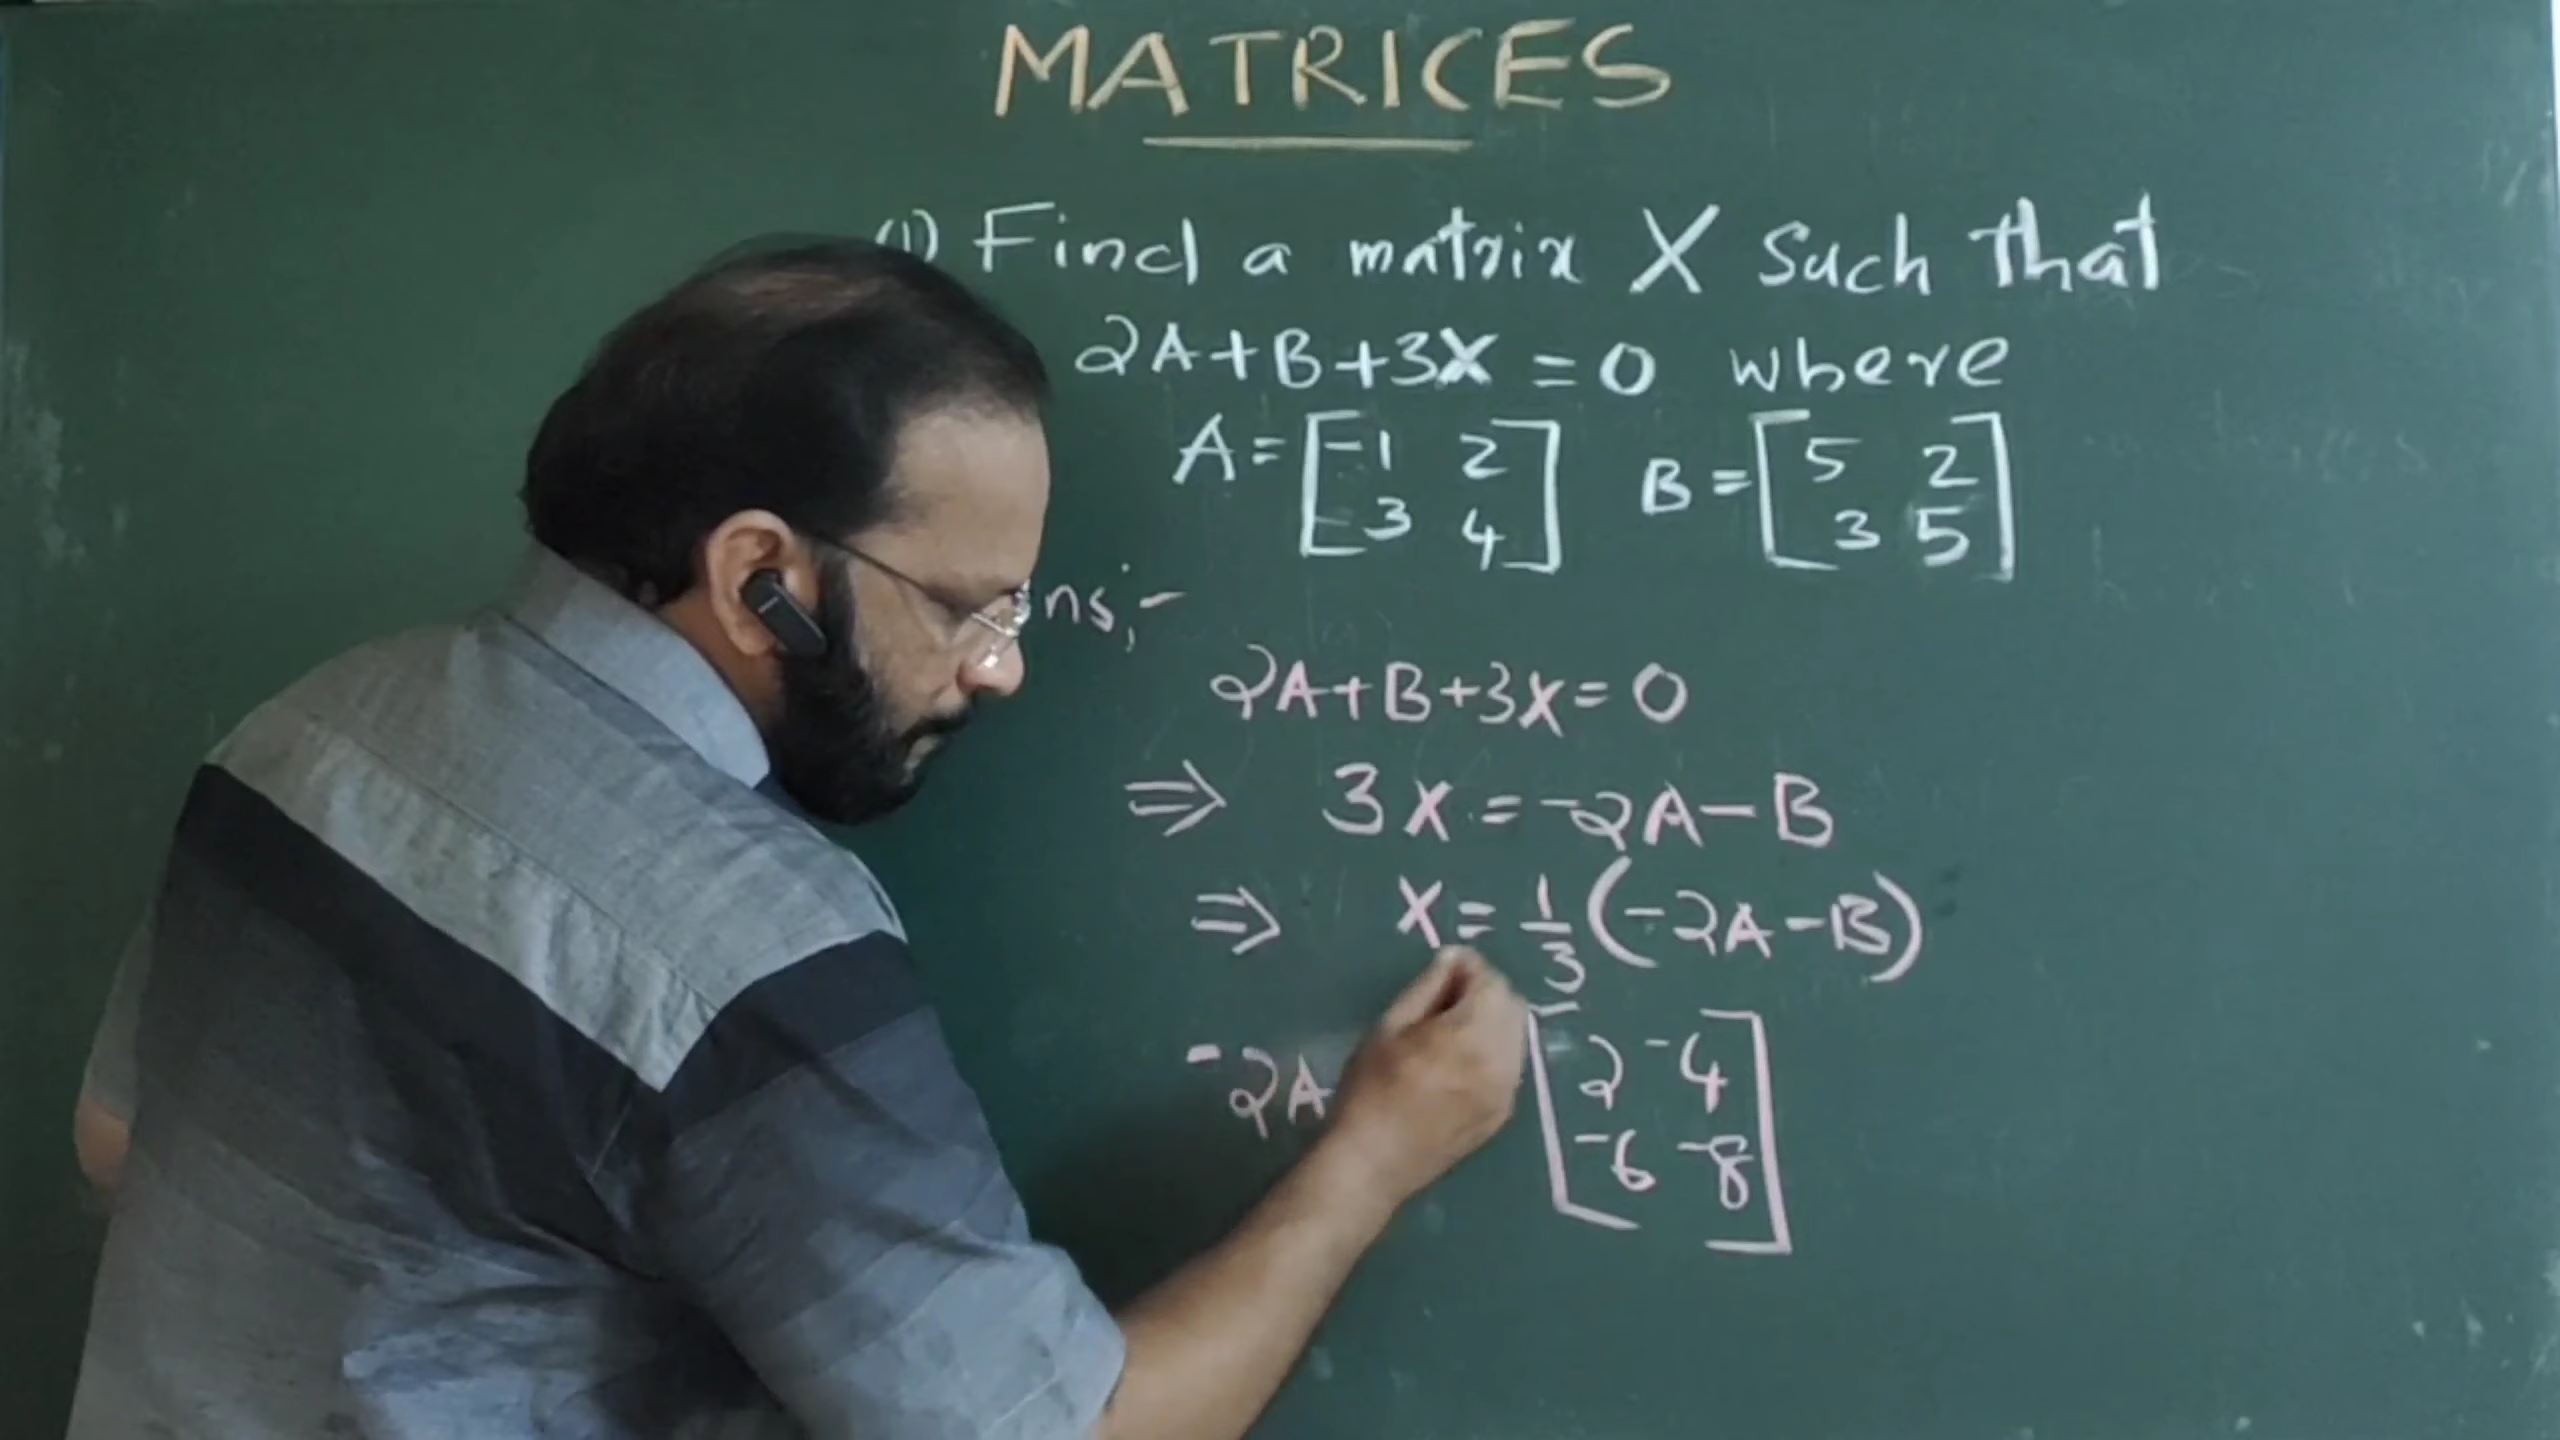 MATRICES
(1) Find a matrix X such that
2A+B+3X = 0 where
A = [-1 2 3 4] B = [5 2 3 5]
ns;-
2A+B+3X = 0
⇒ 3X = -2A-B
⇒ X = 1/3 (-2A-B)
-2A [2 -4 -6 -8]